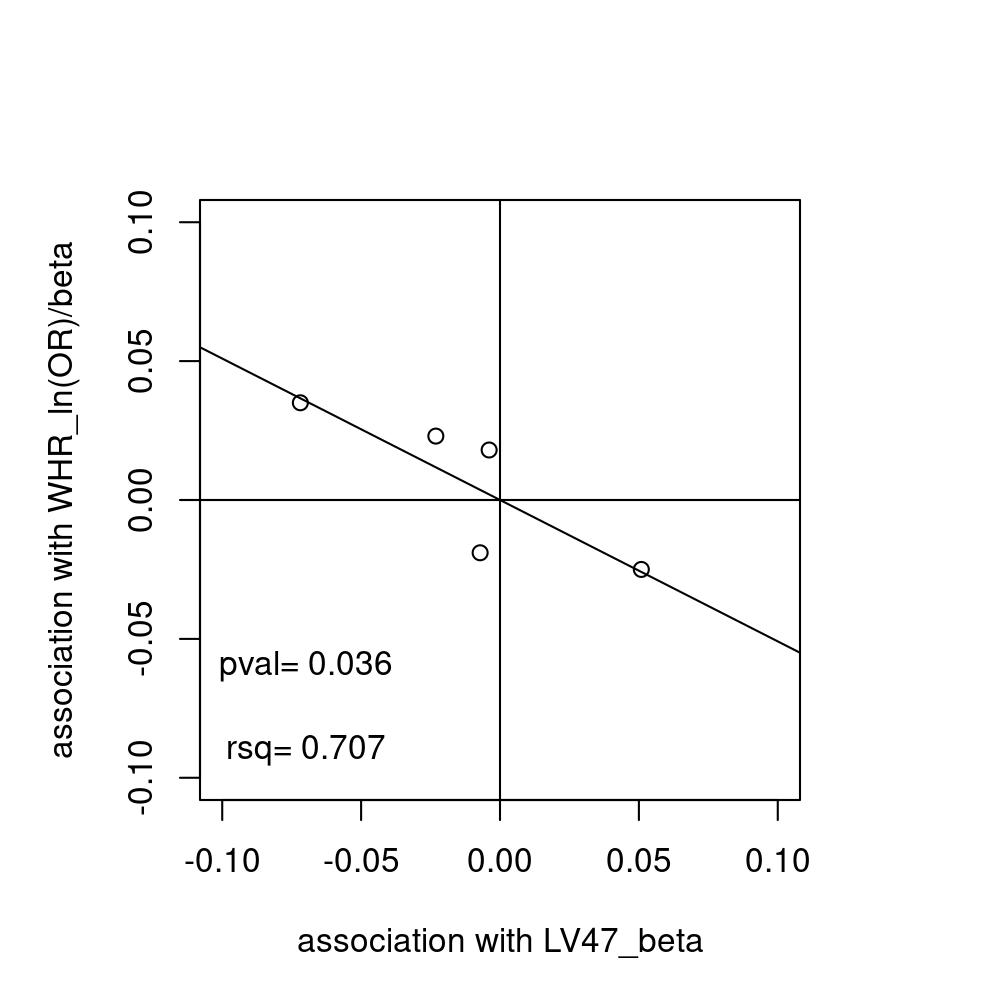 association with WHR_ln(OR)/beta
0.10
0.05
0.00
-0.05
-0.10
pval= 0.036
rsq= 0.707
-0.10 -0.05 0.00 0.05 0.10
association with LV47_beta